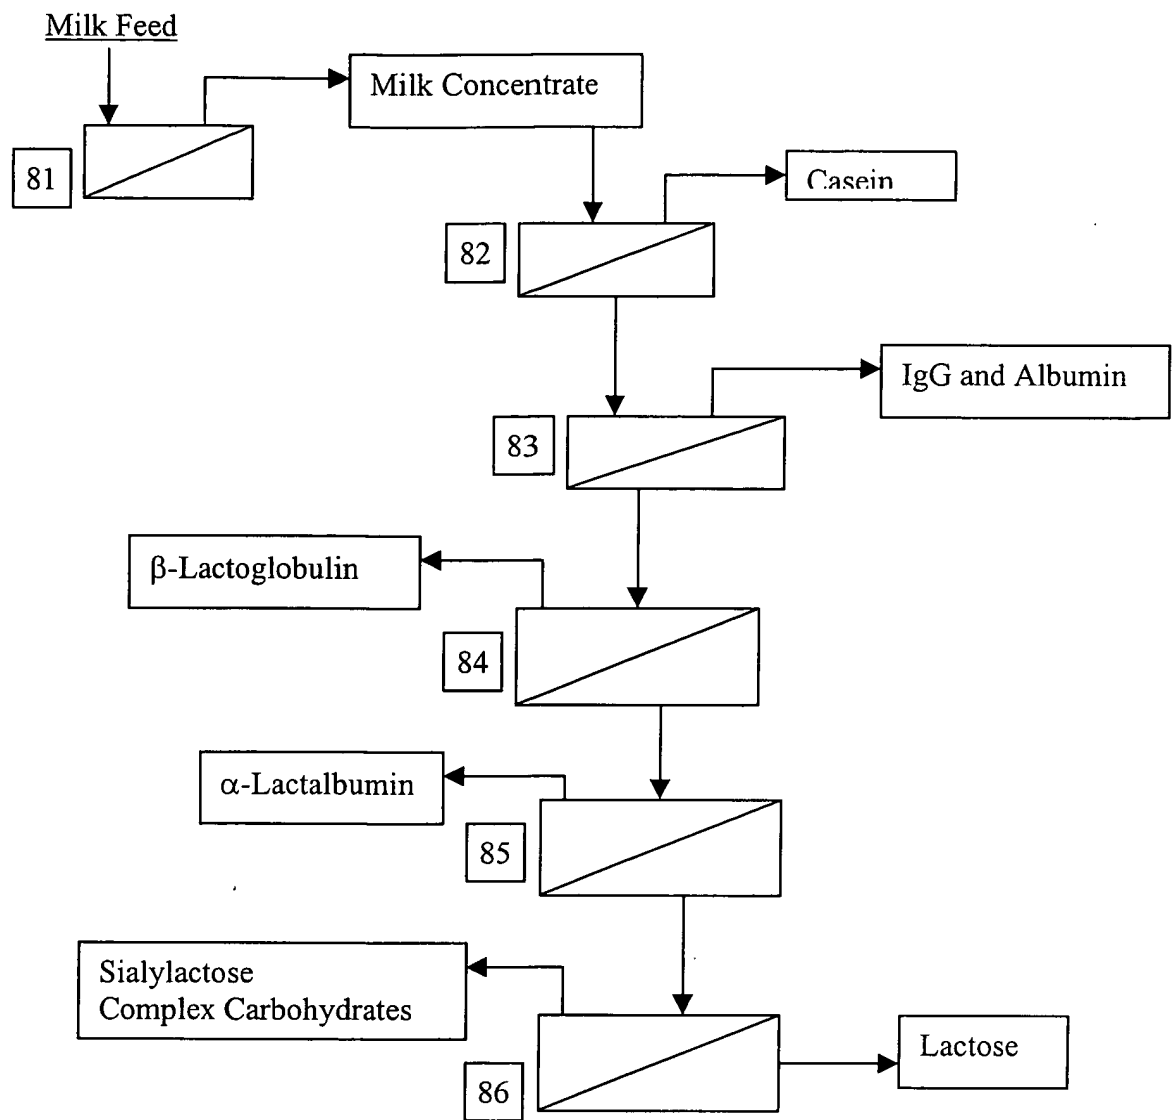 Milk Feed
Milk Concentrate
81
Casein
82
IgG and Albumin
83
β-Lactoglobulin
84
α-Lactalbumin
85
Sialylactose
Complex Carbohydrates
Lactose
86